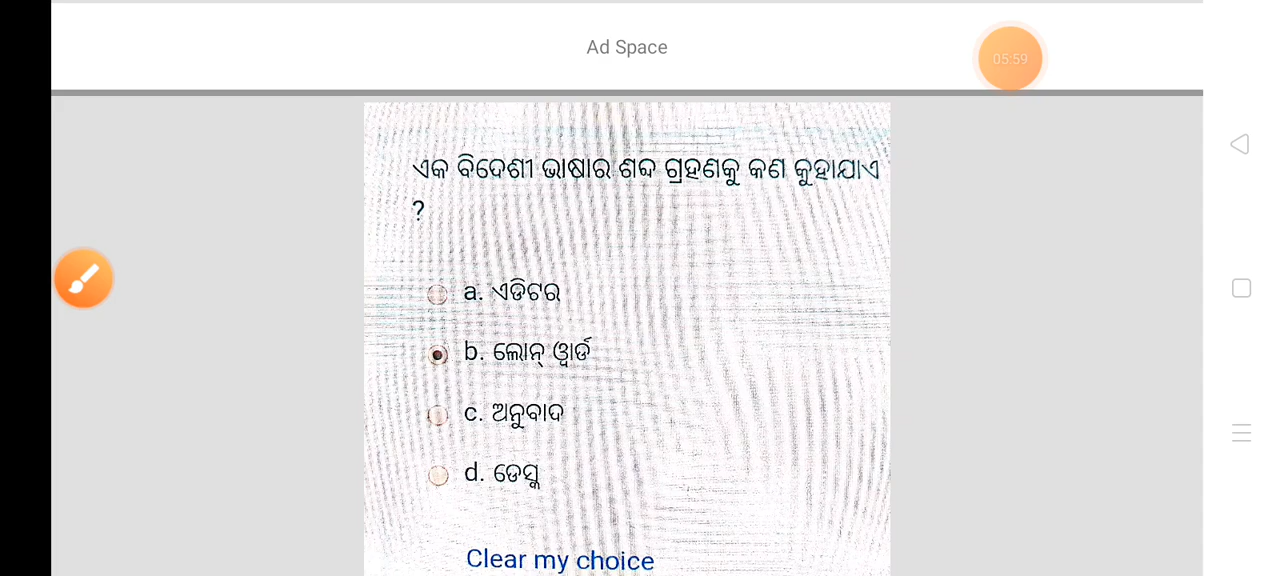 Ad Space
05:59
ଏକ ବିଦେଶୀ ଭାଷାର ଶବ୍ଦ ଗ୍ରହଣକୁ କଣ କୁହାଯାଏ
?
a. ଏଡିଟର
b. ଲୋନ୍ ୱାର୍ଡ
c. ଅନୁବାଦ
d. ଡେସ୍କ
Clear my choice